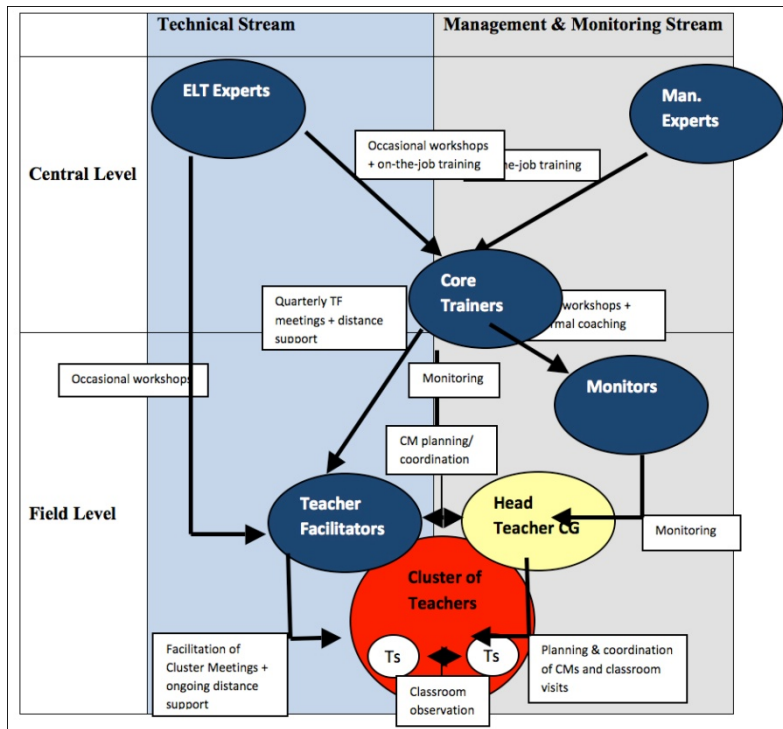 Technical Stream
Management & Monitoring Stream
ELT Experts
Man.
Experts
Occasional workshops
+ on-the-job training
-the-job training
Central Level
Core
Trainers
Quarterly TF
meetings + distance
support
workshops +
rmal coaching
Occasional workshops
Monitoring
Monitors
CM planning/
coordination
Field Level
Teacher
Facilitators
Head
Teacher CG
Monitoring
Cluster of
Teachers
Ts
Ts
Facilitation of
Cluster Meetings +
ongoing distance
support
Classroom
observation
Planning & coordination
of CMs and classroom
visits